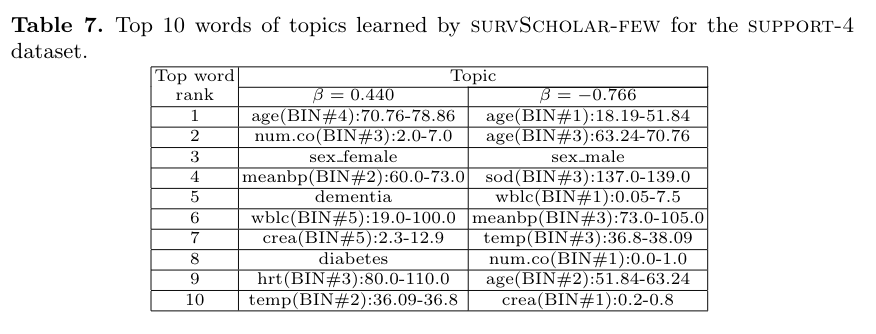 Table 7. Top 10 words of topics learned by SURVSCHOLAR-FEW for the SUPPORT-4
dataset.
Top word Topic
rank β = 0.440 β = −0.766
1 age(BIN#4):70.76-78.86 age(BIN#1):18.19-51.84
2 num.co(BIN#3):2.0-7.0 age(BIN#3):63.24-70.76
3 sex_female sex_male
4 meanbp(BIN#2):60.0-73.0 sod(BIN#3):137.0-139.0
5 dementia wblc(BIN#1):0.05-7.5
6 wblc(BIN#5):19.0-100.0 meanbp(BIN#3):73.0-105.0
7 crea(BIN#5):2.3-12.9 temp(BIN#3):36.8-38.09
8 diabetes num.co(BIN#1):0.0-1.0
9 hrt(BIN#3):80.0-110.0 age(BIN#2):51.84-63.24
10 temp(BIN#2):36.09-36.8 crea(BIN#1):0.2-0.8